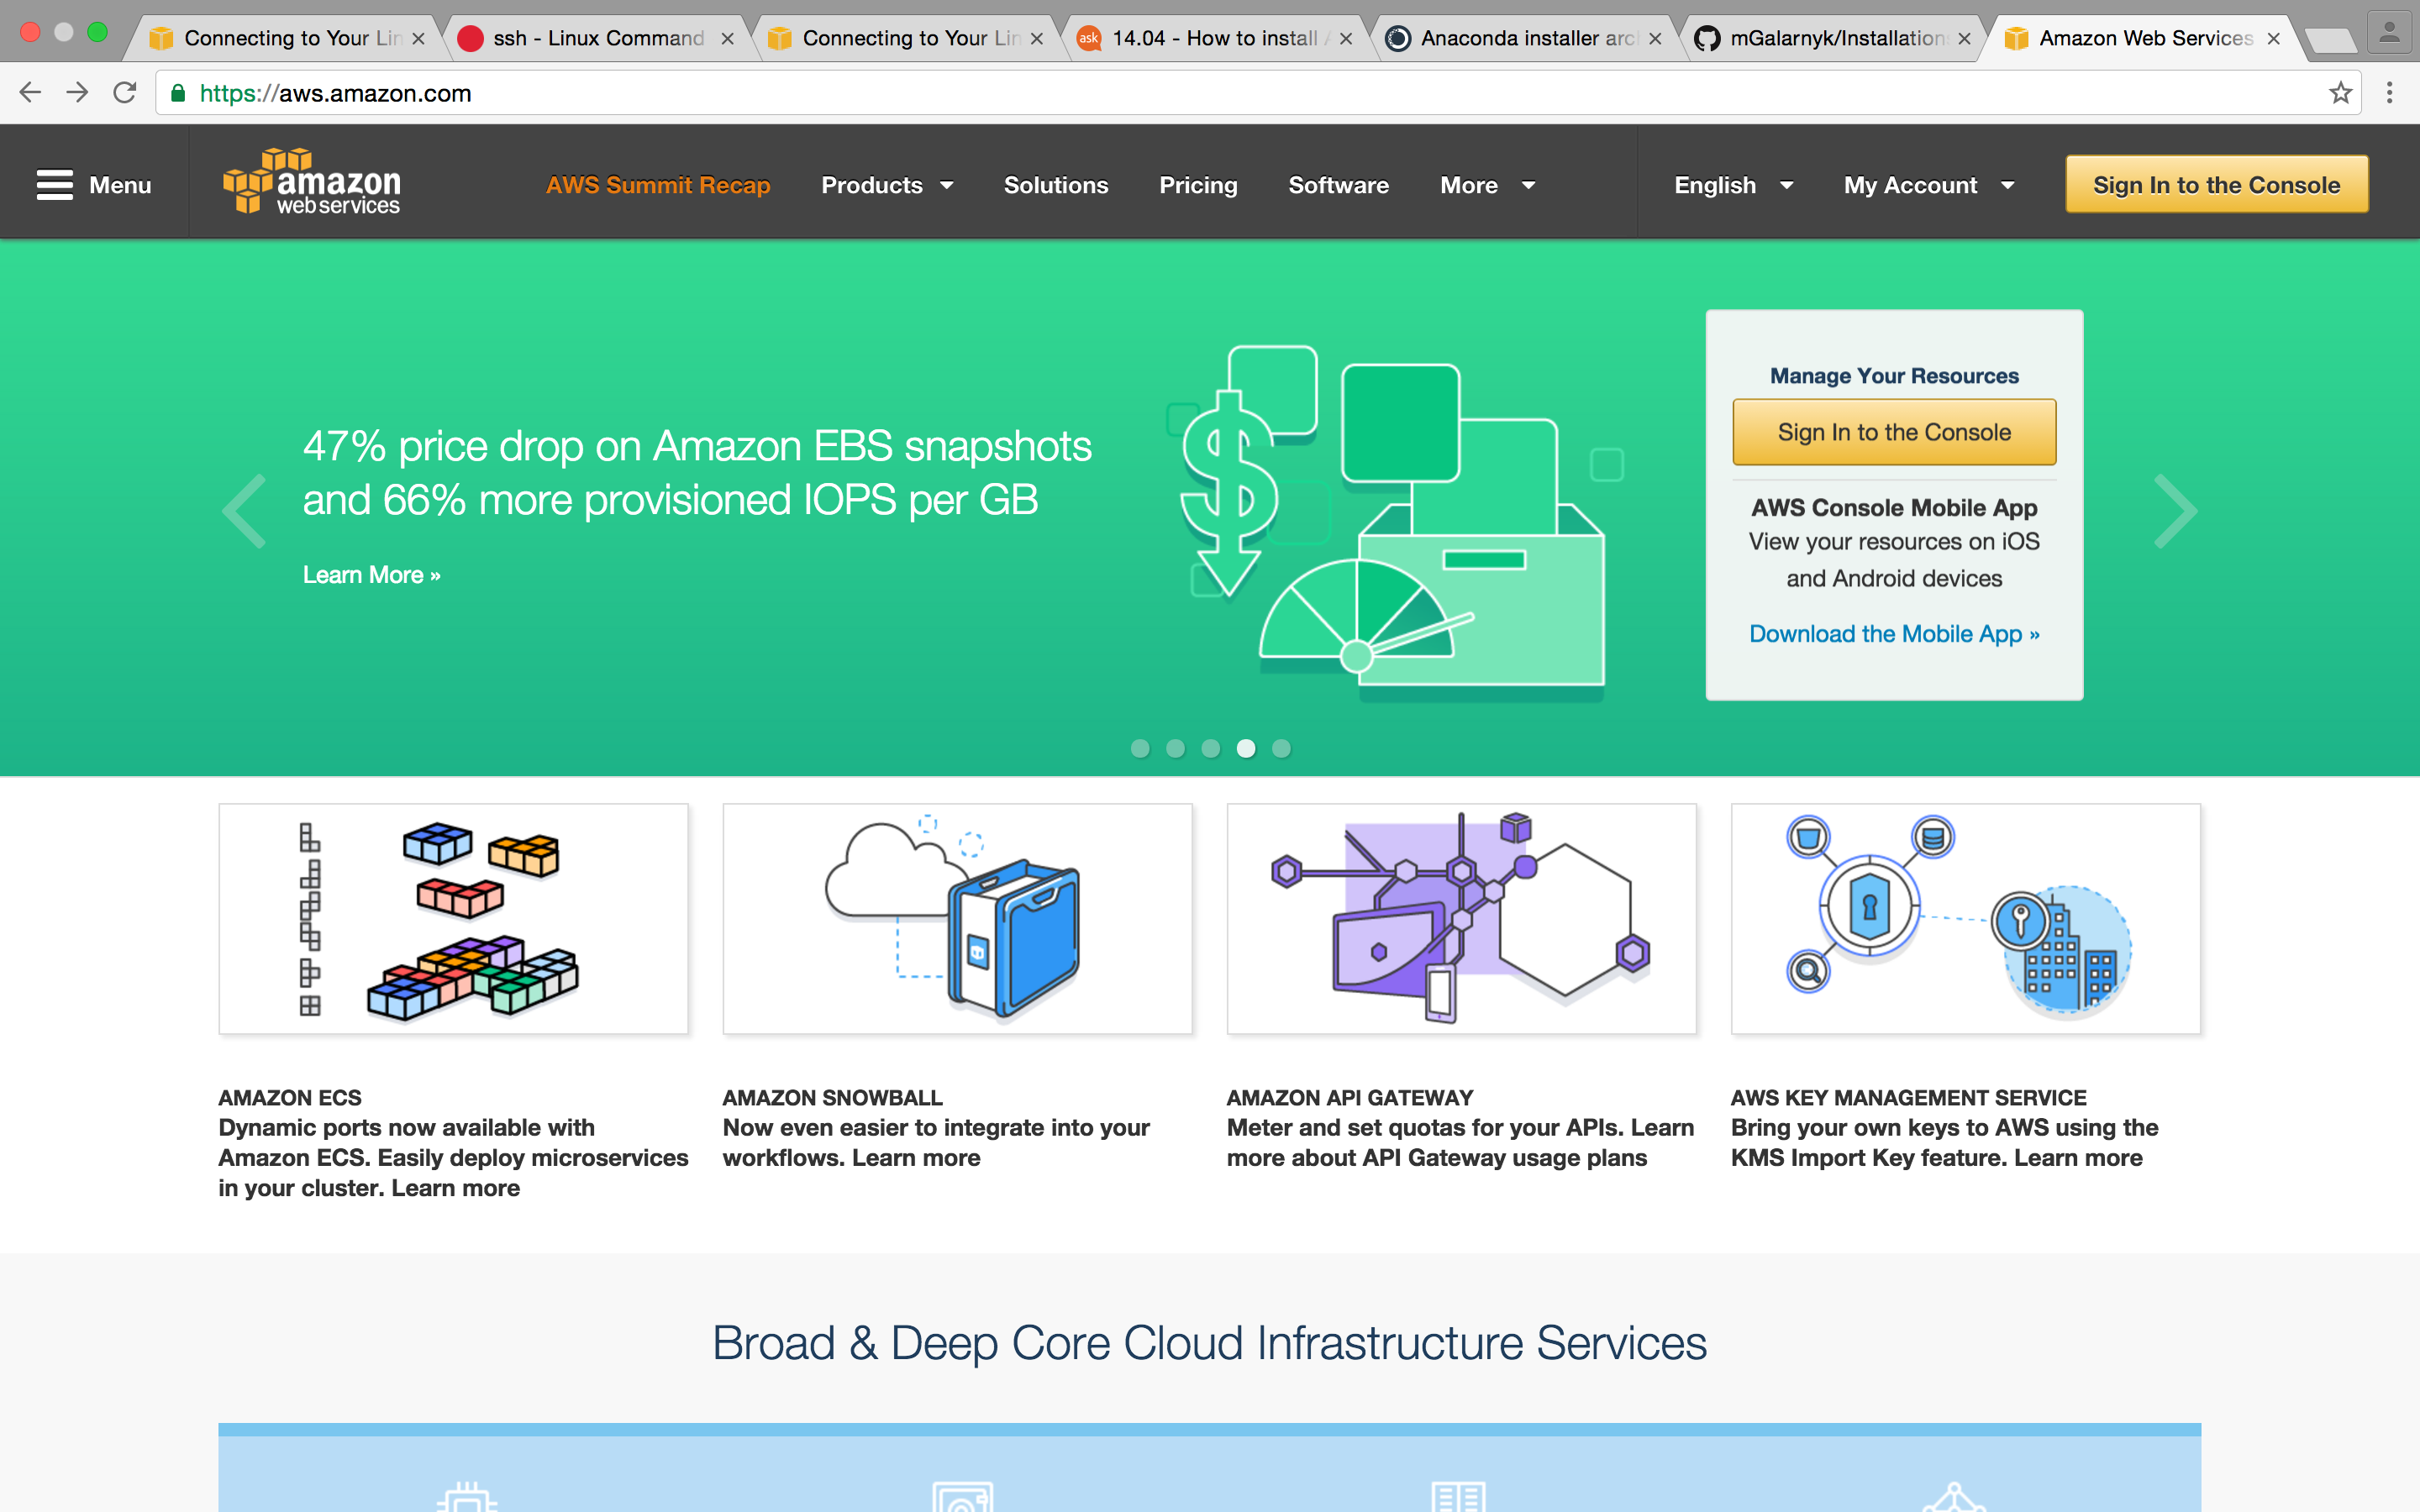 Connecting to Your Lin
ssh - Linux Command
Connecting to Your Lin
ask
14.04 - How to install A
Anaconda installer arc
mGalarnyk/Installation
Amazon Web Services
https://aws.amazon.com
Menu
amazon
web services
AWS Summit Recap
Products
Solutions
Pricing
Software
More
English
My Account
Sign In to the Console
47% price drop on Amazon EBS snapshots
and 66% more provisioned IOPS per GB
Learn More »
Manage Your Resources
Sign In to the Console
AWS Console Mobile App
View your resources on iOS
and Android devices
Download the Mobile App »
AMAZON ECS
Dynamic ports now available with
Amazon ECS. Easily deploy microservices
in your cluster. Learn more
AMAZON SNOWBALL
Now even easier to integrate into your
workflows. Learn more
AMAZON API GATEWAY
Meter and set quotas for your APIs. Learn
more about API Gateway usage plans
AWS KEY MANAGEMENT SERVICE
Bring your own keys to AWS using the
KMS Import Key feature. Learn more
Broad & Deep Core Cloud Infrastructure Services